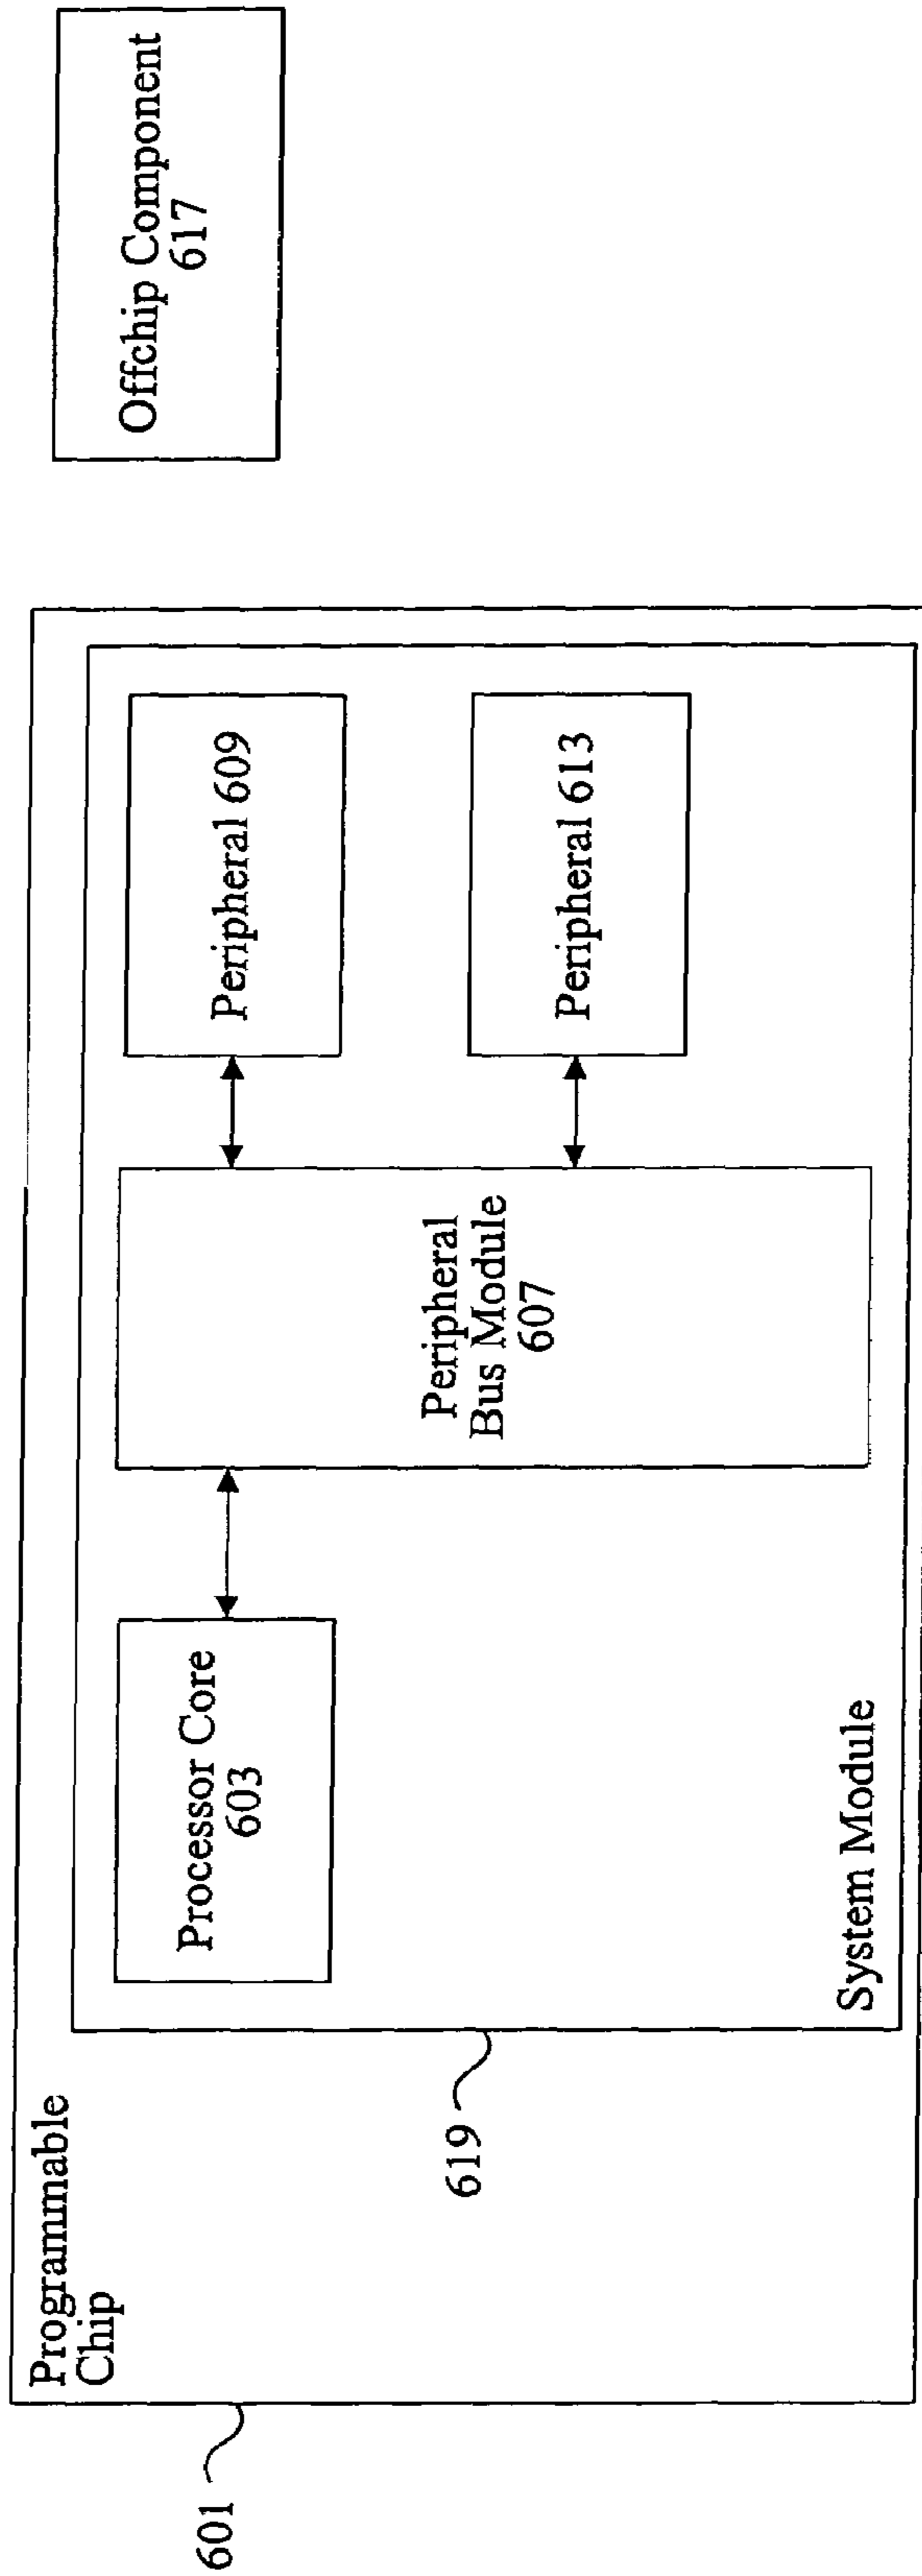 Programmable
Chip
601
619
System Module
Processor Core
603
Peripheral
Bus Module
607
Peripheral 609
Peripheral 613
Offchip Component
617